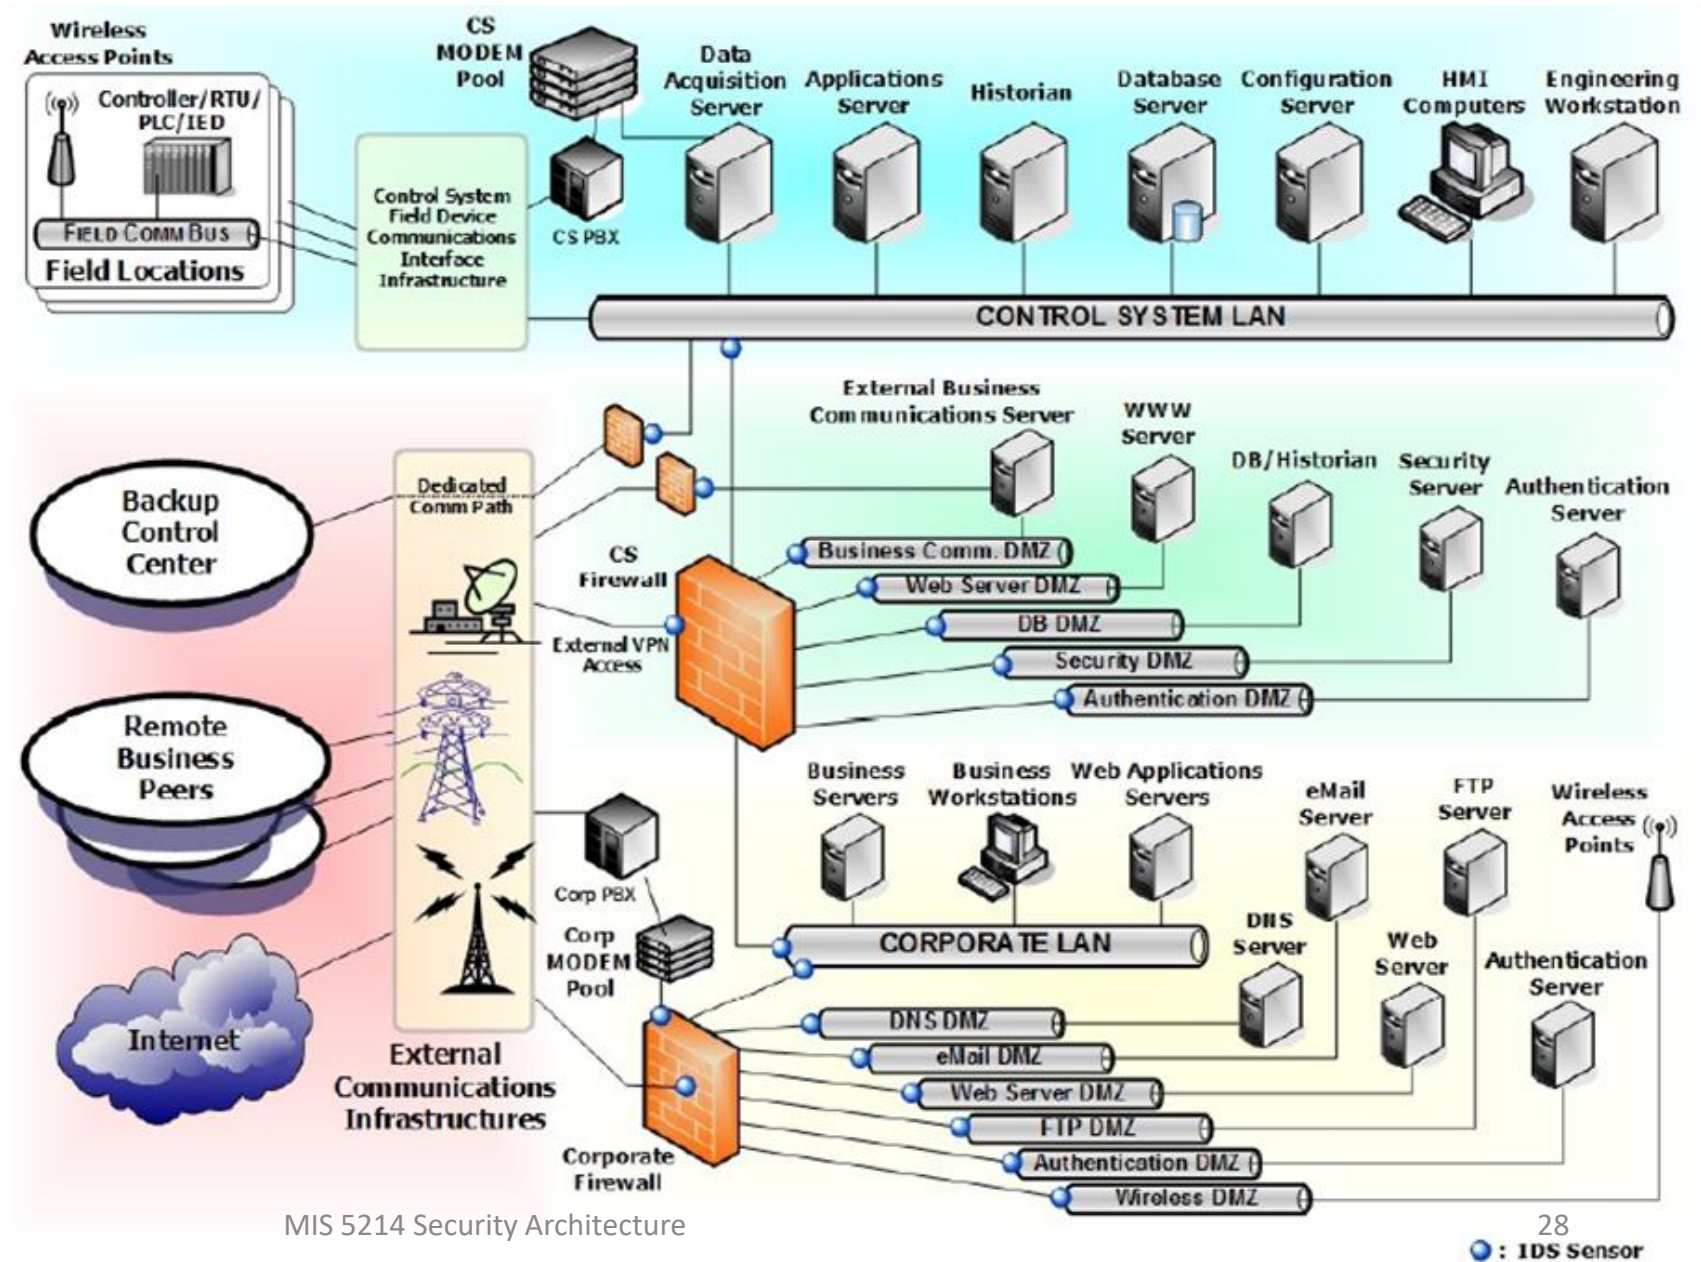 Wireless
Access Points
Controller/RTU/
PLC/IED
FIELD COMM BUS
Field Locations
Control System
Field Device
Communications
Interface
Infrastructure
CS
MODEM
Pool
CS PBX
Data
Acquisition
Server
Applications
Server
Historian
Database
Server
Configuration
Server
HMI
Computers
Engineering
Workstation
CONTROL SYSTEM LAN
Backup
Control
Center
Dedicated
Comm Path
CS
Firewall
External VPN
Access
External Business
Communications Server
WWW
Server
DB/Historian
Security
Server
Authentication
Server
Business Comm. DMZ
Web Server DMZ
DB DMZ
Security DMZ
Authentication DMZ
Remote
Business
Peers
Internet
External
Communications
Infrastructures
Corp PBX
Corp
MODEM
Pool
Business
Servers
Business
Workstations
Web Applications
Servers
eMail
Server
FTP
Server
Wireless
Access
Points
CORPORATE LAN
DNS
Server
Web
Server
Authentication
Server
DNS DMZ
eMail DMZ
Web Server DMZ
FTP DMZ
Authentication DMZ
Wireless DMZ
Corporate
Firewall
MIS 5214 Security Architecture
28
: IDS Sensor